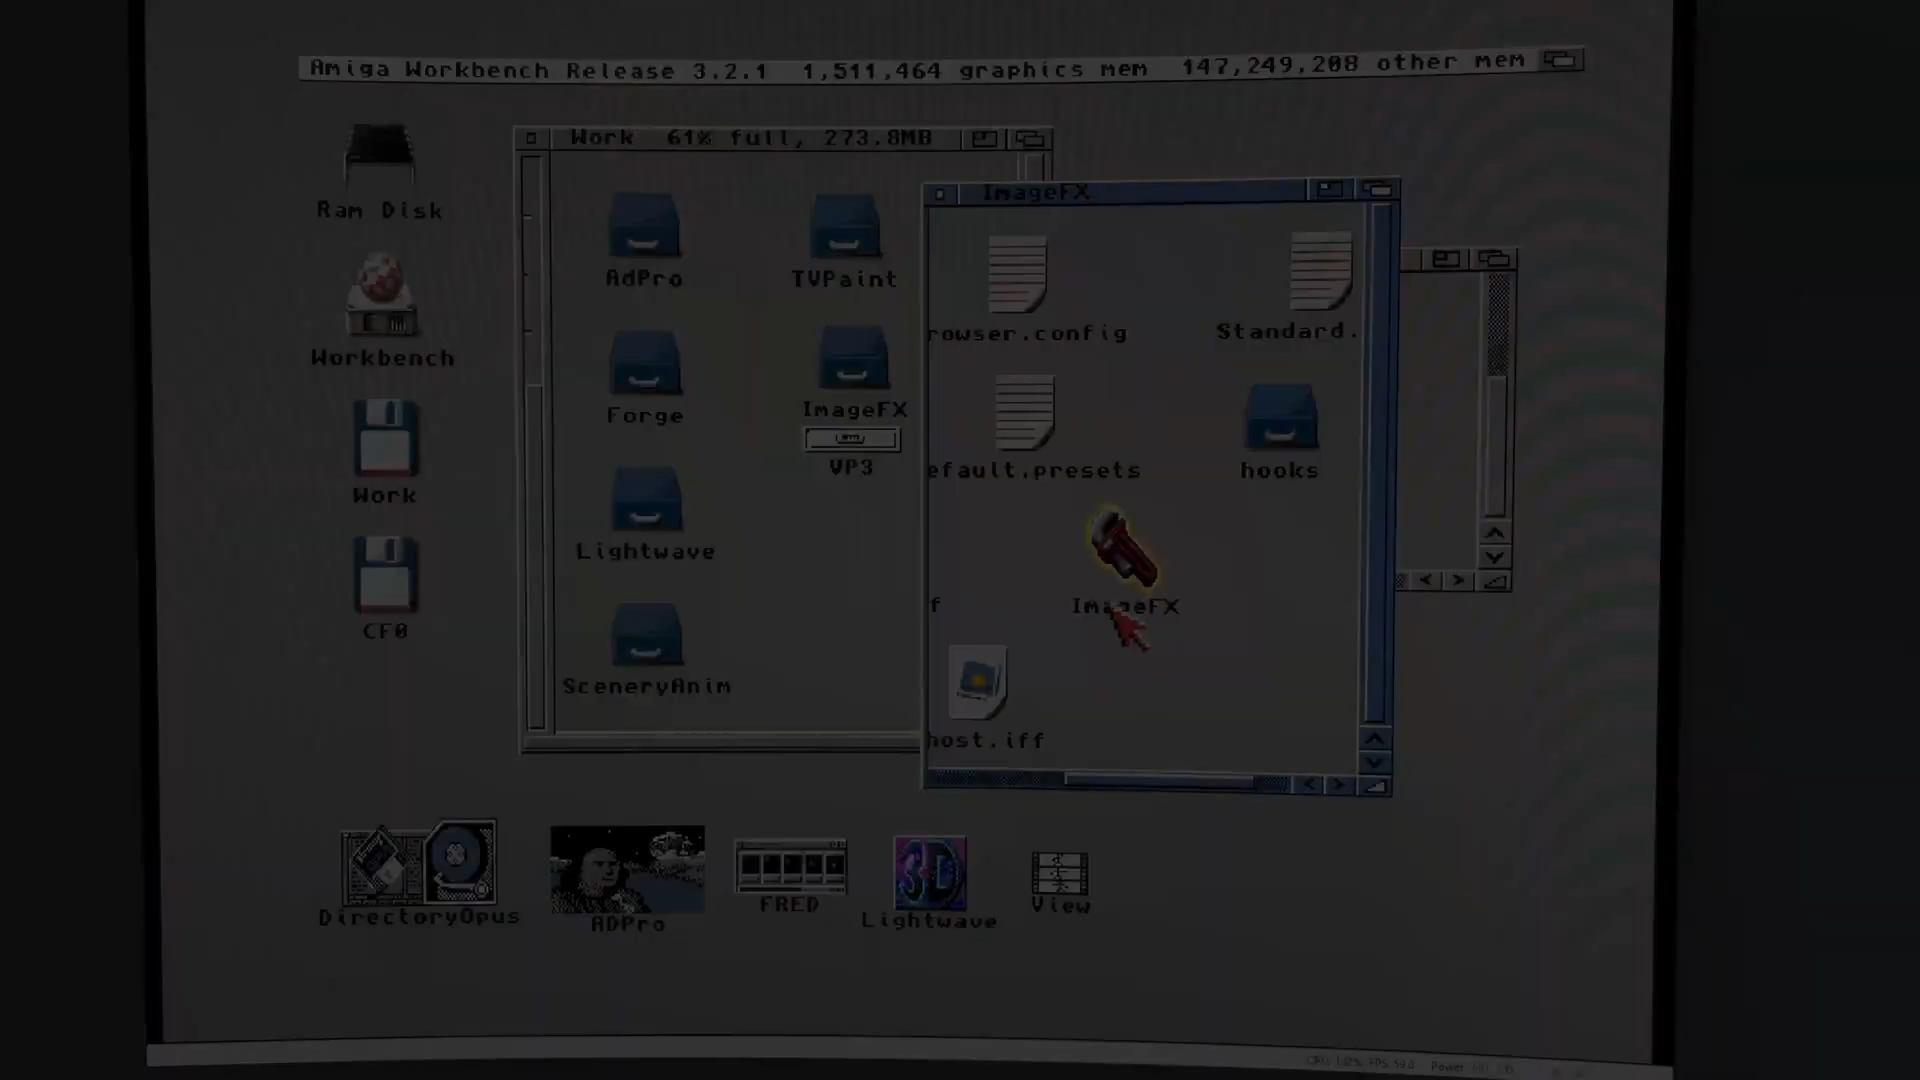 Amiga Workbench Release 3.2.1 1,511,464 graphics mem 147,249,208 other mem
Work 61% full, 273.8MB
ImageFX
Ram Disk
Workbench
Work
CF0
AdPro
TVPaint
Forge
ImageFX
VP3
Lightwave
SceneryAnim
rowser.config
Standard.
efault.presets
hooks
f
ImageFX
host.iff
DirectoryOpus
ADPro
FRED
3D
Lightwave
View